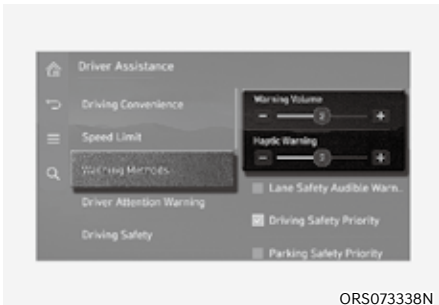 Driver Assistance
Driving Convenience
Speed Limit
Warning Methods
Driver Attention Warning
Driving Safety
Warning Volume
Haptic Warning
Lane Safety Audible Warn..
Driving Safety Priority
Parking Safety Priority
ORS073338N